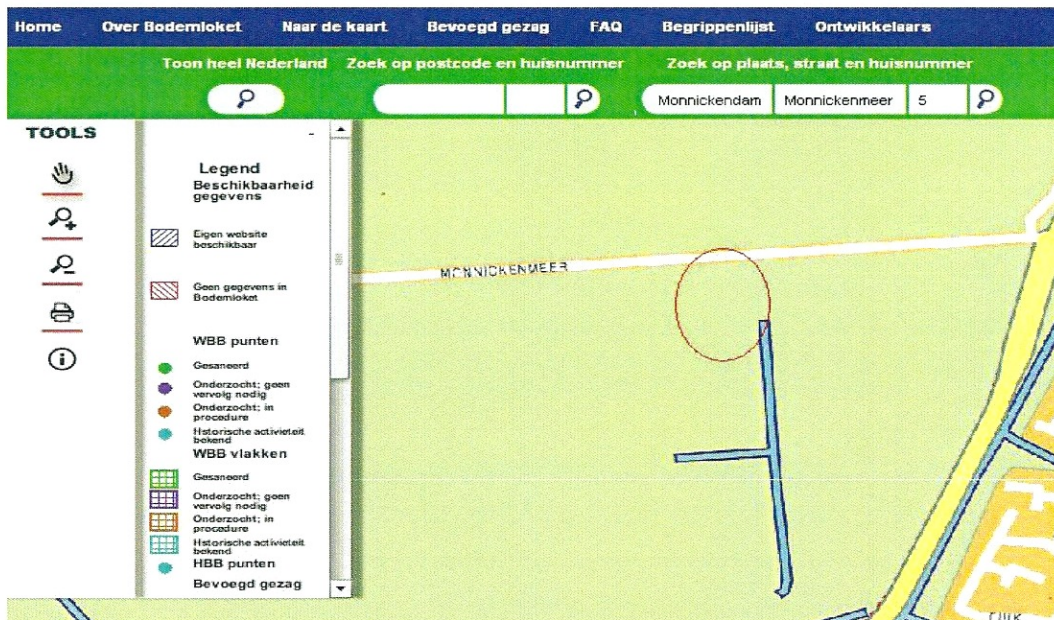 Home Over Bodemloket Naar de kaart Bevoegd gezag FAQ Begrippenlijst Ontwikkelaars
Toon heel Nederland Zoek op postcode en huisnummer Zoek op plaats, straat en huisnummer
Monnickendam Monnickenmeer 5
TOOLS
-
Legend
Beschikbaarheid
gegevens
Eigen website
beschikbaar
Geen gegevens in
Bodemloket
WBB punten
Gesaneerd
Onderzocht; geen
vervolg nodig
Onderzocht; in
procedure
Historische activieteit
bekend
WBB vlakken
Gesaneerd
Onderzocht; geen
vervolg nodig
Onderzocht; in
procedure
Historische activieteit
bekend
HBB punten
Bevoegd gezag
MONNICKENMEER